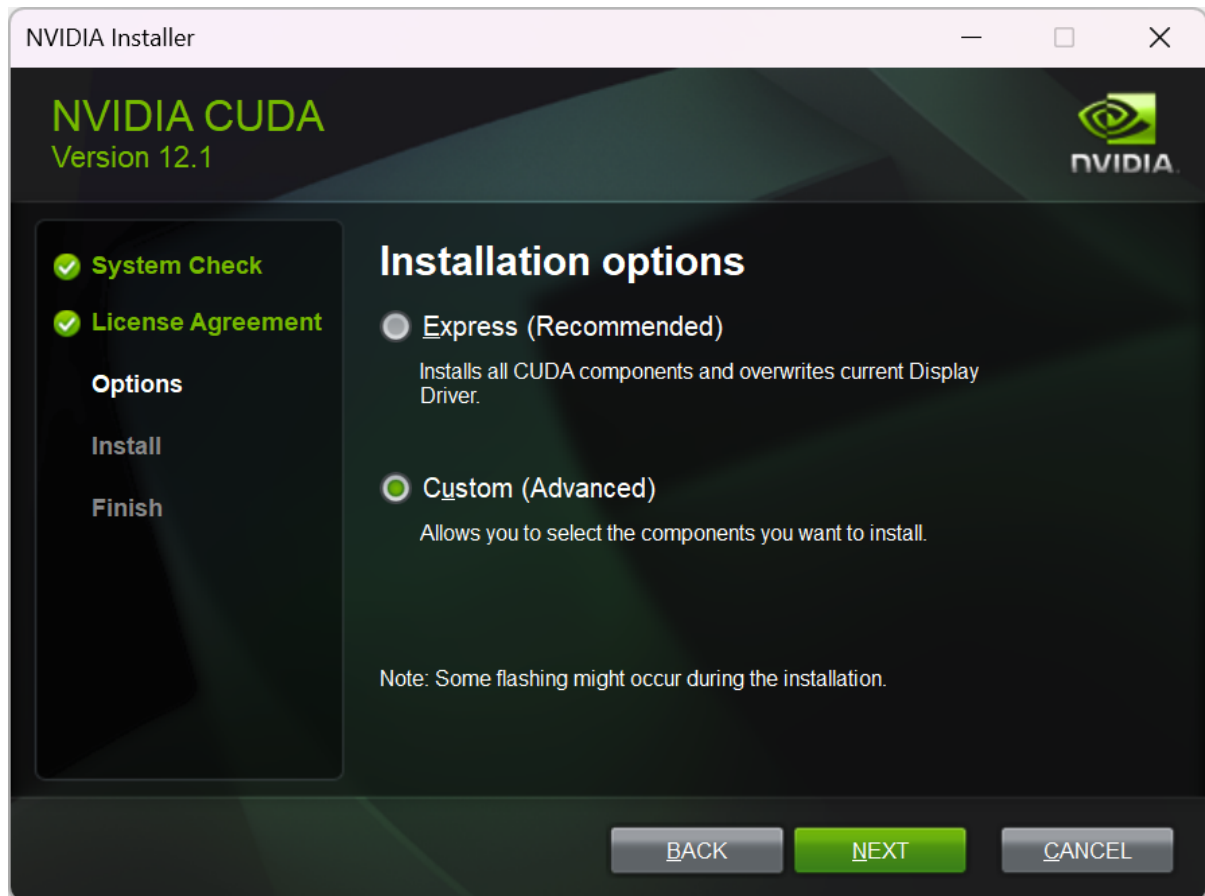 NVIDIA Installer
NVIDIA CUDA
Version 12.1
NVIDIA.
System Check
License Agreement
Options
Install
Finish
Installation options
Express (Recommended)
Installs all CUDA components and overwrites current Display
Driver.
Custom (Advanced)
Allows you to select the components you want to install.
Note: Some flashing might occur during the installation.
BACK
NEXT
CANCEL